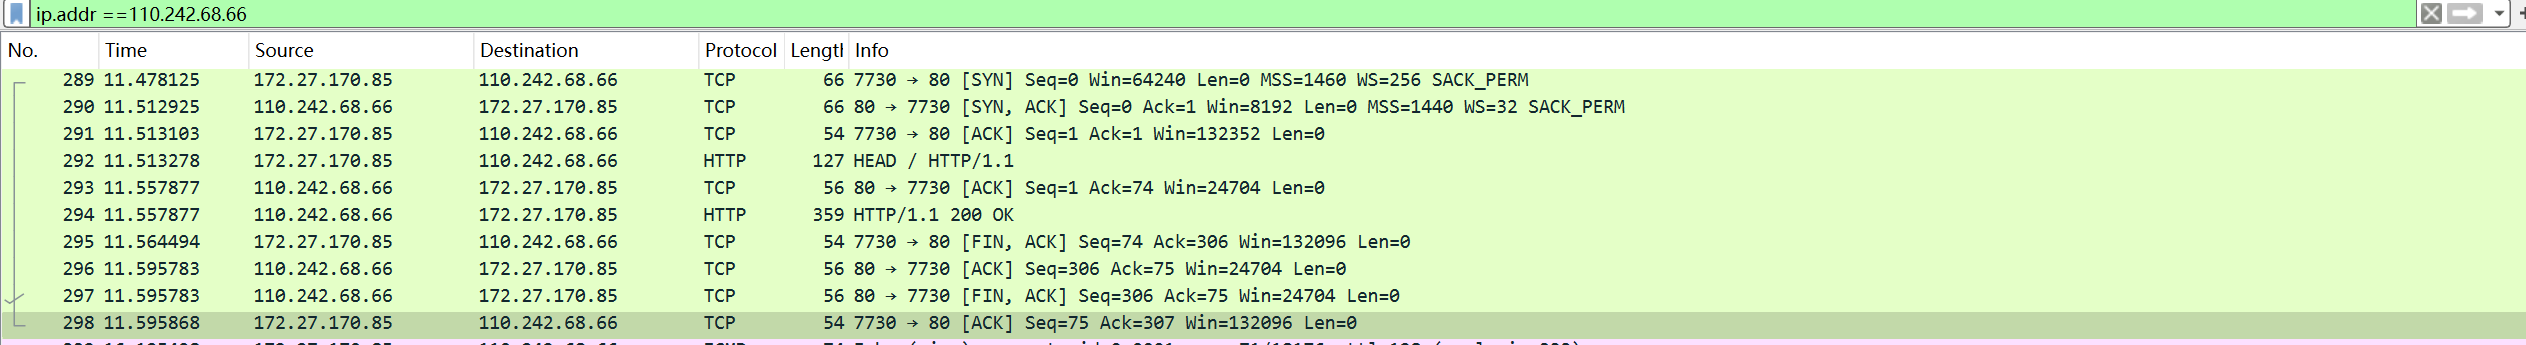 ip.addr ==110.242.68.66
No. Time Source Destination Protocol Lengtl Info
289 11.478125 172.27.170.85 110.242.68.66 TCP 66 7730 → 80 [SYN] Seq=0 Win=64240 Len=0 MSS=1460 WS=256 SACK_PERM
290 11.512925 110.242.68.66 172.27.170.85 TCP 66 80 → 7730 [SYN, ACK] Seq=0 Ack=1 Win=8192 Len=0 MSS=1440 WS=32 SACK_PERM
291 11.513103 172.27.170.85 110.242.68.66 TCP 54 7730 → 80 [ACK] Seq=1 Ack=1 Win=132352 Len=0
292 11.513278 172.27.170.85 110.242.68.66 HTTP 127 HEAD / HTTP/1.1
293 11.557877 110.242.68.66 172.27.170.85 TCP 56 80 → 7730 [ACK] Seq=1 Ack=74 Win=24704 Len=0
294 11.557877 110.242.68.66 172.27.170.85 HTTP 359 HTTP/1.1 200 OK
295 11.564494 172.27.170.85 110.242.68.66 TCP 54 7730 → 80 [FIN, ACK] Seq=74 Ack=306 Win=132096 Len=0
296 11.595783 110.242.68.66 172.27.170.85 TCP 56 80 → 7730 [ACK] Seq=306 Ack=75 Win=24704 Len=0
297 11.595783 110.242.68.66 172.27.170.85 TCP 56 80 → 7730 [FIN, ACK] Seq=306 Ack=75 Win=24704 Len=0
298 11.595868 172.27.170.85 110.242.68.66 TCP 54 7730 → 80 [ACK] Seq=75 Ack=307 Win=132096 Len=0